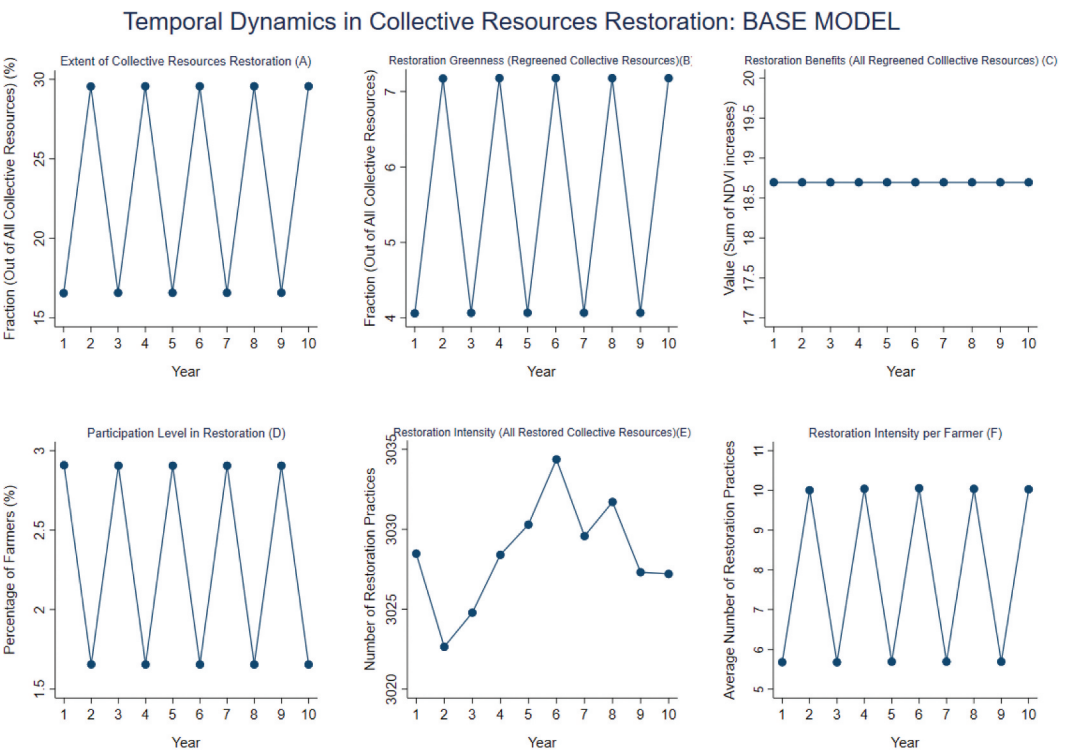 Temporal Dynamics in Collective Resources Restoration: BASE MODEL
Extent of Collective Resources Restoration (A)
Fraction (Out of All Collective Resources) (%)
30
25
20
15
1 2 3 4 5 6 7 8 9 10
Year
Restoration Greenness (Regreened Collective Resources)(B)
Fraction (Out of All Collective Resources)
7
6
5
4
1 2 3 4 5 6 7 8 9 10
Year
Restoration Benefits (All Regreened Colllective Resources) (C)
Value (Sum of NDVI increases)
20
19.5
19
18.5
18
17.5
17
1 2 3 4 5 6 7 8 9 10
Year
Participation Level in Restoration (D)
Percentage of Farmers (%)
3
2.5
2
1.5
1 2 3 4 5 6 7 8 9 10
Year
Restoration Intensity (All Restored Collective Resources)(E)
Number of Restoration Practices
3035
3030
3025
3020
1 2 3 4 5 6 7 8 9 10
Year
Restoration Intensity per Farmer (F)
Average Number of Restoration Practices
11
10
9
8
7
6
5
1 2 3 4 5 6 7 8 9 10
Year